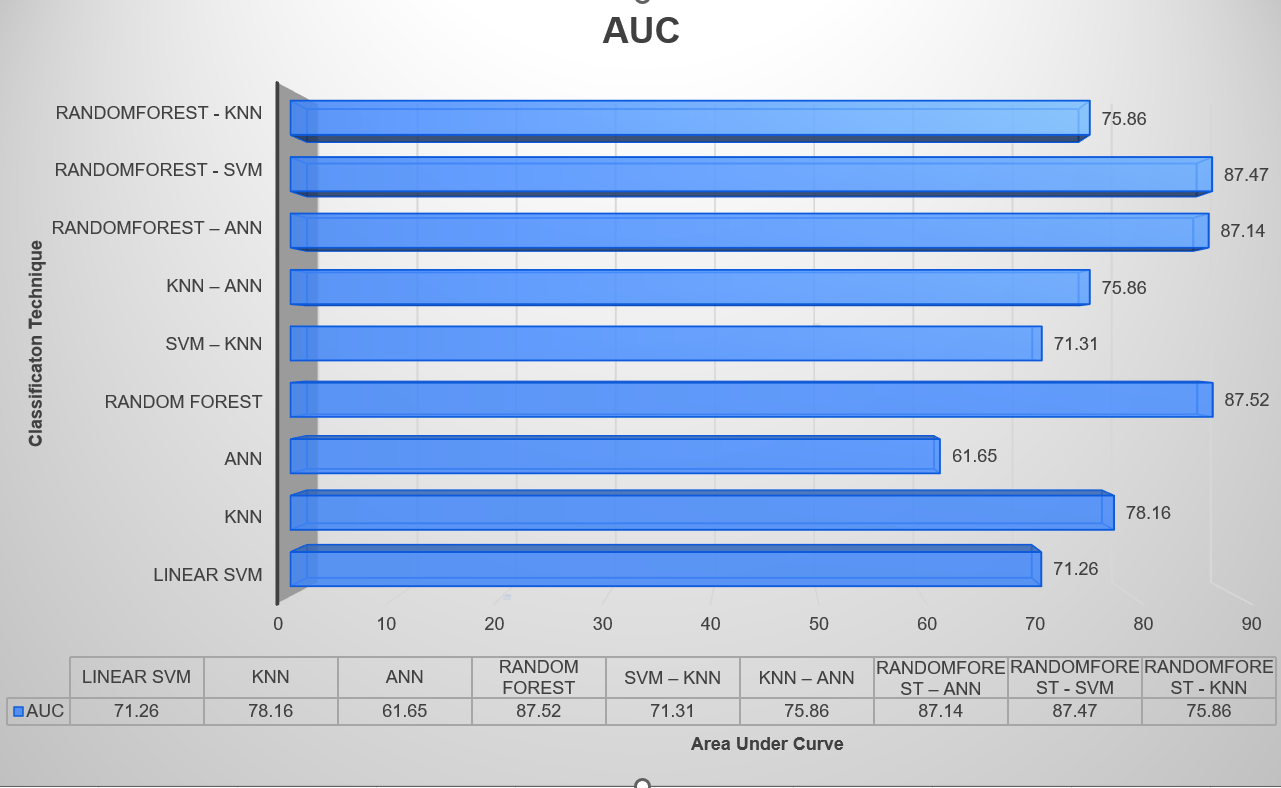 AUC
RANDOMFOREST - KNN
75.86
RANDOMFOREST - SVM
87.47
RANDOMFOREST – ANN
87.14
KNN – ANN
75.86
SVM – KNN
71.31
RANDOM FOREST
87.52
ANN
61.65
KNN
78.16
LINEAR SVM
71.26
Classificaton Technique
0 10 20 30 40 50 60 70 80 90
LINEAR SVM KNN ANN RANDOM FOREST SVM – KNN KNN – ANN RANDOMFORE ST – ANN RANDOMFORE ST - SVM RANDOMFORE ST - KNN
AUC 71.26 78.16 61.65 87.52 71.31 75.86 87.14 87.47 75.86
Area Under Curve